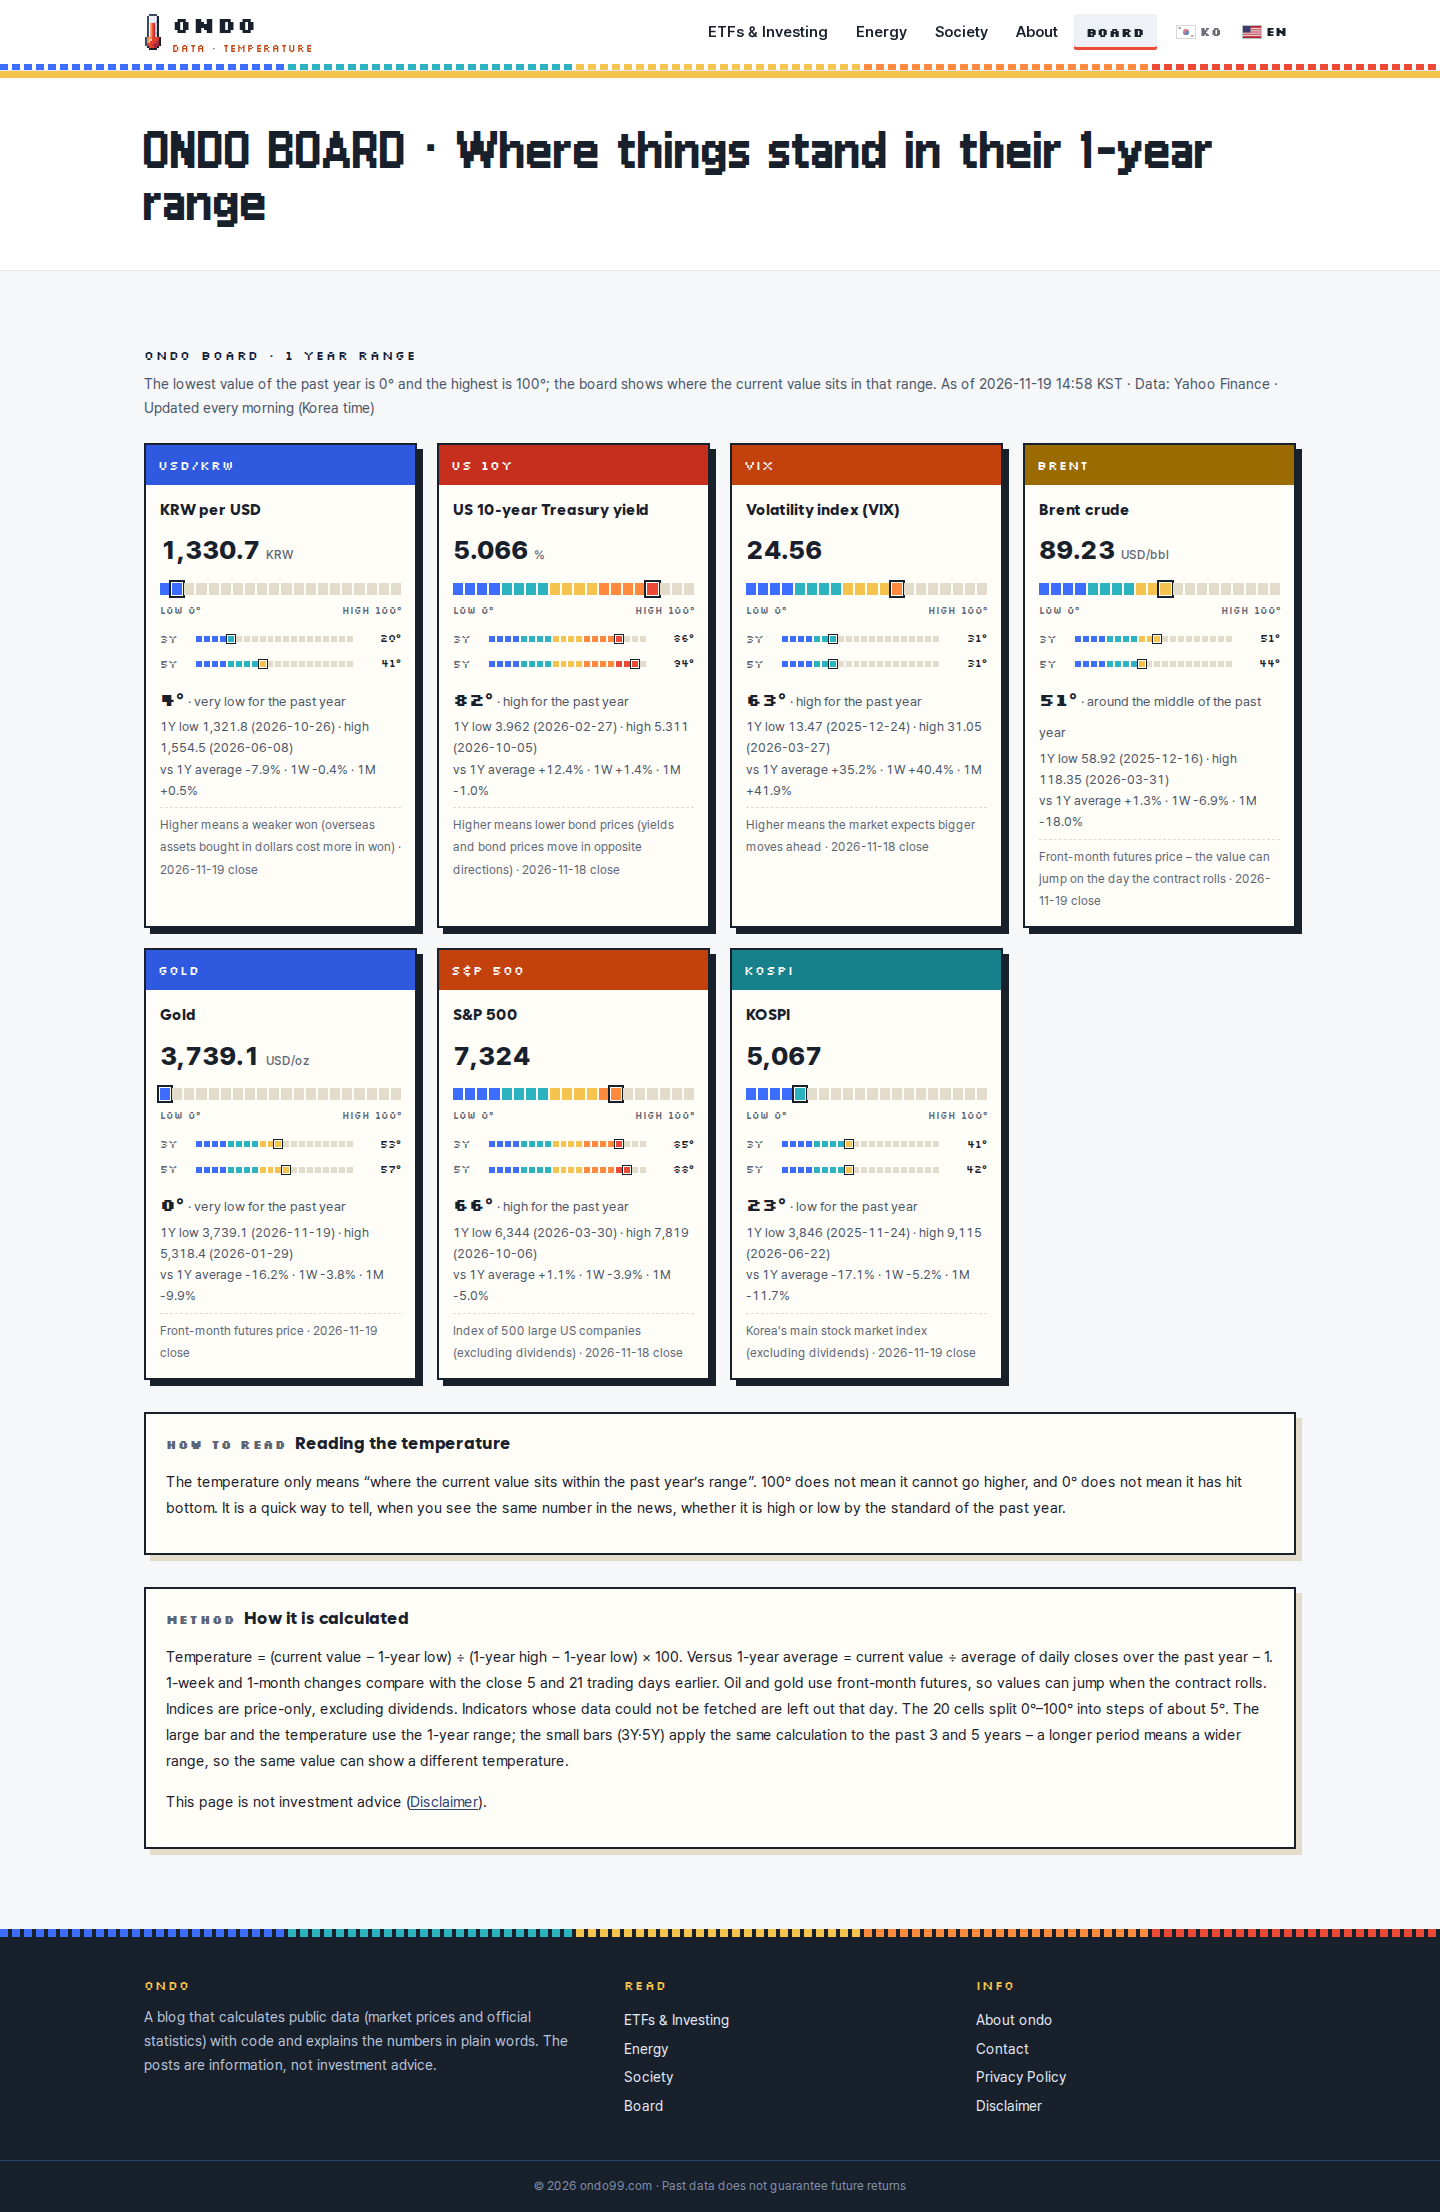 ONDO
DATA · TEMPERATURE
ETFs & Investing
Energy
Society
About
BOARD
KO
EN
ONDO BOARD · Where things stand in their 1-year
range
ONDO BOARD · 1 YEAR RANGE
The lowest value of the past year is 0° and the highest is 100°; the board shows where the current value sits in that range. As of 2026-11-19 14:58 KST · Data: Yahoo Finance ·
Updated every morning (Korea time)
USD/KRW
KRW per USD
1,330.7 KRW
LOW 0° HIGH 100°
3Y 20°
5Y 41°
4° · very low for the past year
1Y low 1,321.8 (2026-10-26) · high
1,554.5 (2026-06-08)
vs 1Y average -7.9% · 1W -0.4% · 1M
+0.5%
Higher means a weaker won (overseas
assets bought in dollars cost more in won) ·
2026-11-19 close
US 10Y
US 10-year Treasury yield
5.066 %
LOW 0° HIGH 100°
3Y 86°
5Y 94°
82° · high for the past year
1Y low 3.962 (2026-02-27) · high 5.311
(2026-10-05)
vs 1Y average +12.4% · 1W +1.4% · 1M
-1.0%
Higher means lower bond prices (yields
and bond prices move in opposite
directions) · 2026-11-18 close
VIX
Volatility index (VIX)
24.56
LOW 0° HIGH 100°
3Y 31°
5Y 31°
63° · high for the past year
1Y low 13.47 (2025-12-24) · high 31.05
(2026-03-27)
vs 1Y average +35.2% · 1W +40.4% · 1M
+41.9%
Higher means the market expects bigger
moves ahead · 2026-11-18 close
BRENT
Brent crude
89.23 USD/bbl
LOW 0° HIGH 100°
3Y 51°
5Y 44°
51° · around the middle of the past
year
1Y low 58.92 (2025-12-16) · high
118.35 (2026-03-31)
vs 1Y average +1.3% · 1W -6.9% · 1M
-18.0%
Front-month futures price – the value can
jump on the day the contract rolls · 2026-
11-19 close
GOLD
Gold
3,739.1 USD/oz
LOW 0° HIGH 100°
3Y 53°
5Y 57°
0° · very low for the past year
1Y low 3,739.1 (2026-11-19) · high
5,318.4 (2026-01-29)
vs 1Y average -16.2% · 1W -3.8% · 1M
-9.9%
Front-month futures price · 2026-11-19
close
S&P 500
S&P 500
7,324
LOW 0° HIGH 100°
3Y 85°
5Y 88°
66° · high for the past year
1Y low 6,344 (2026-03-30) · high 7,819
(2026-10-06)
vs 1Y average +1.1% · 1W -3.9% · 1M
-5.0%
Index of 500 large US companies
(excluding dividends) · 2026-11-18 close
KOSPI
KOSPI
5,067
LOW 0° HIGH 100°
3Y 41°
5Y 42°
23° · low for the past year
1Y low 3,846 (2025-11-24) · high 9,115
(2026-06-22)
vs 1Y average -17.1% · 1W -5.2% · 1M
-11.7%
Korea's main stock market index
(excluding dividends) · 2026-11-19 close
HOW TO READ Reading the temperature
The temperature only means “where the current value sits within the past year’s range”. 100° does not mean it cannot go higher, and 0° does not mean it has hit
bottom. It is a quick way to tell, when you see the same number in the news, whether it is high or low by the standard of the past year.
METHOD How it is calculated
Temperature = (current value – 1-year low) ÷ (1-year high – 1-year low) × 100. Versus 1-year average = current value ÷ average of daily closes over the past year – 1.
1-week and 1-month changes compare with the close 5 and 21 trading days earlier. Oil and gold use front-month futures, so values can jump when the contract rolls.
Indices are price-only, excluding dividends. Indicators whose data could not be fetched are left out that day. The 20 cells split 0°–100° into steps of about 5°. The
large bar and the temperature use the 1-year range; the small bars (3Y·5Y) apply the same calculation to the past 3 and 5 years – a longer period means a wider
range, so the same value can show a different temperature.
This page is not investment advice (Disclaimer).
ONDO
A blog that calculates public data (market prices and official
statistics) with code and explains the numbers in plain words. The
posts are information, not investment advice.
READ
ETFs & Investing
Energy
Society
Board
INFO
About ondo
Contact
Privacy Policy
Disclaimer
© 2026 ondo99.com · Past data does not guarantee future returns